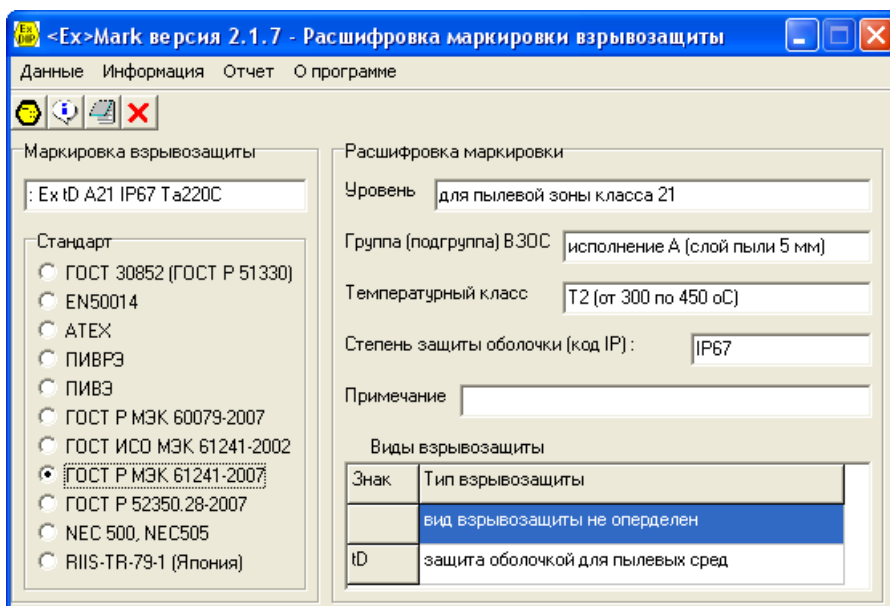 Ex
DIP
<Ex>Mark версия 2.1.7 - Расшифровка маркировки взрывозащиты
Данные Информация Отчет О программе
Маркировка взрывозащиты
: Ex tD A21 IP67 Ta220C
Стандарт
ГОСТ 30852 (ГОСТ Р 51330)
EN50014
ATEX
ПИВРЭ
ПИВЭ
ГОСТ Р МЭК 60079-2007
ГОСТ ИСО МЭК 61241-2002
ГОСТ Р МЭК 61241-2007
ГОСТ Р 52350.28-2007
NEC 500, NEC505
RIIS-TR-79-1 (Япония)
Расшифровка маркировки
Уровень для пылевой зоны класса 21
Группа (подгруппа) ВЗОС исполнение А (слой пыли 5 мм)
Температурный класс Т2 (от 300 по 450 оС)
Степень защиты оболочки (код IP) : IP67
Примечание
Виды взрывозащиты
Знак Тип взрывозащиты
вид взрывозащиты не оперделен
tD защита оболочкой для пылевых сред